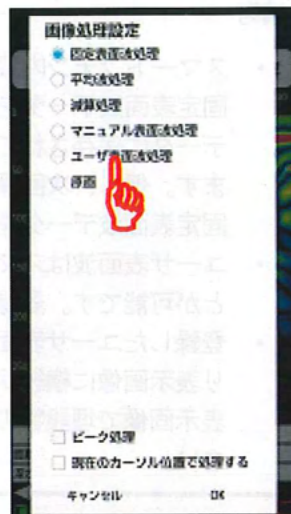 画像処理設定
固定表面波処理
平均波処理
減算処理
マニュアル表面波処理
ユーザ表面波処理
原画
ピーク処理
現在のカーソル位置で処理する
キャンセル OK